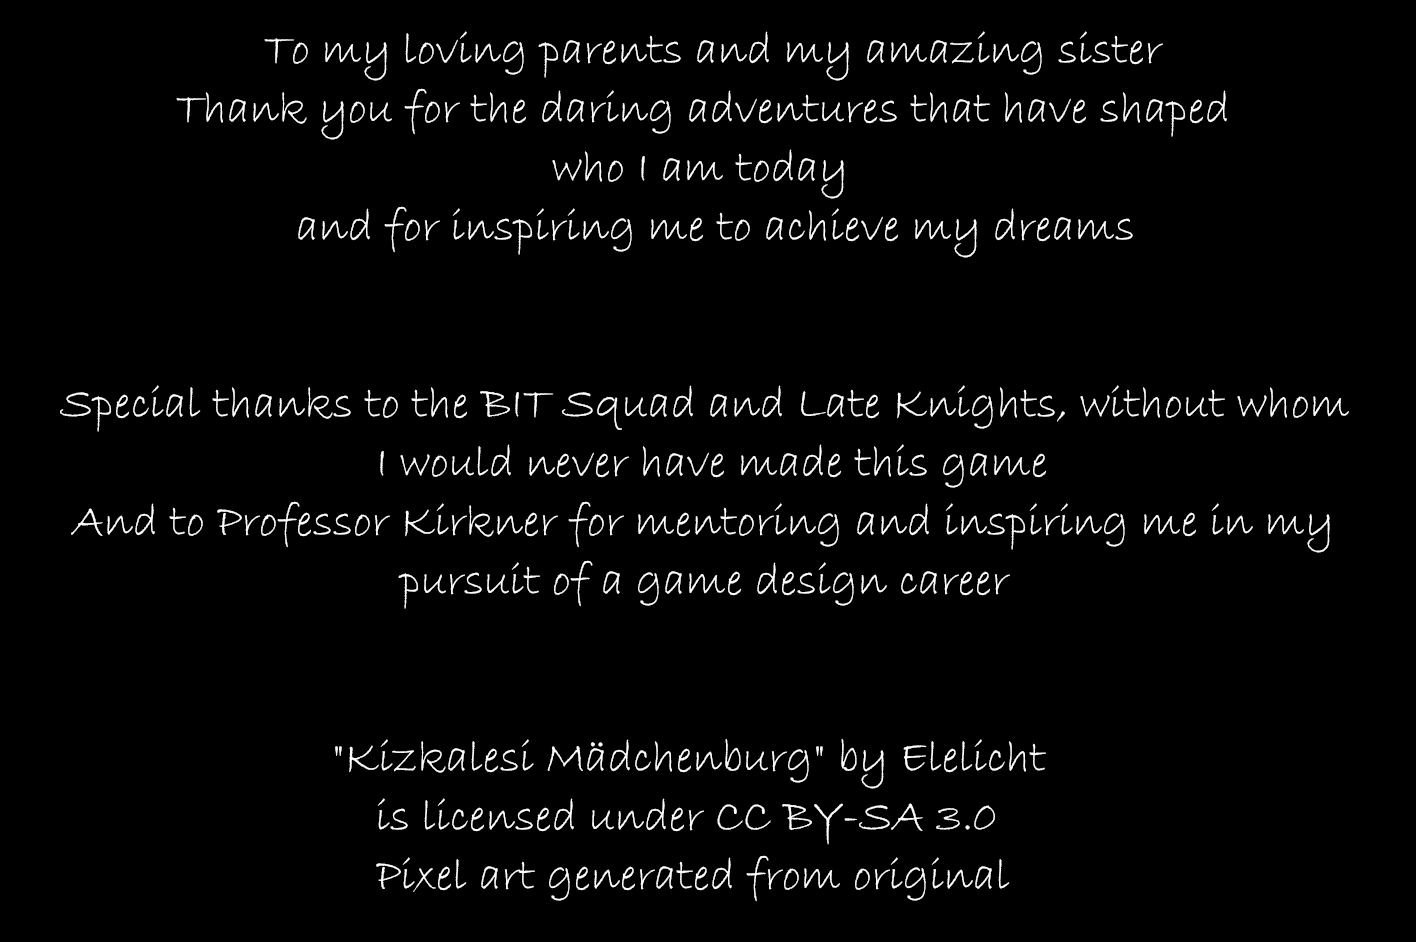 To my loving parents and my amazing sister
Thank you for the daring adventures that have shaped
who I am today
and for inspiring me to achieve my dreams
Special thanks to the BIT Squad and Late Knights, without whom
I would never have made this game
And to Professor Kirkner for mentoring and inspiring me in my
pursuit of a game design career
"Kizkalesi Mädchenburg" by Elelicht
is licensed under CC BY-SA 3.0
Pixel art generated from original